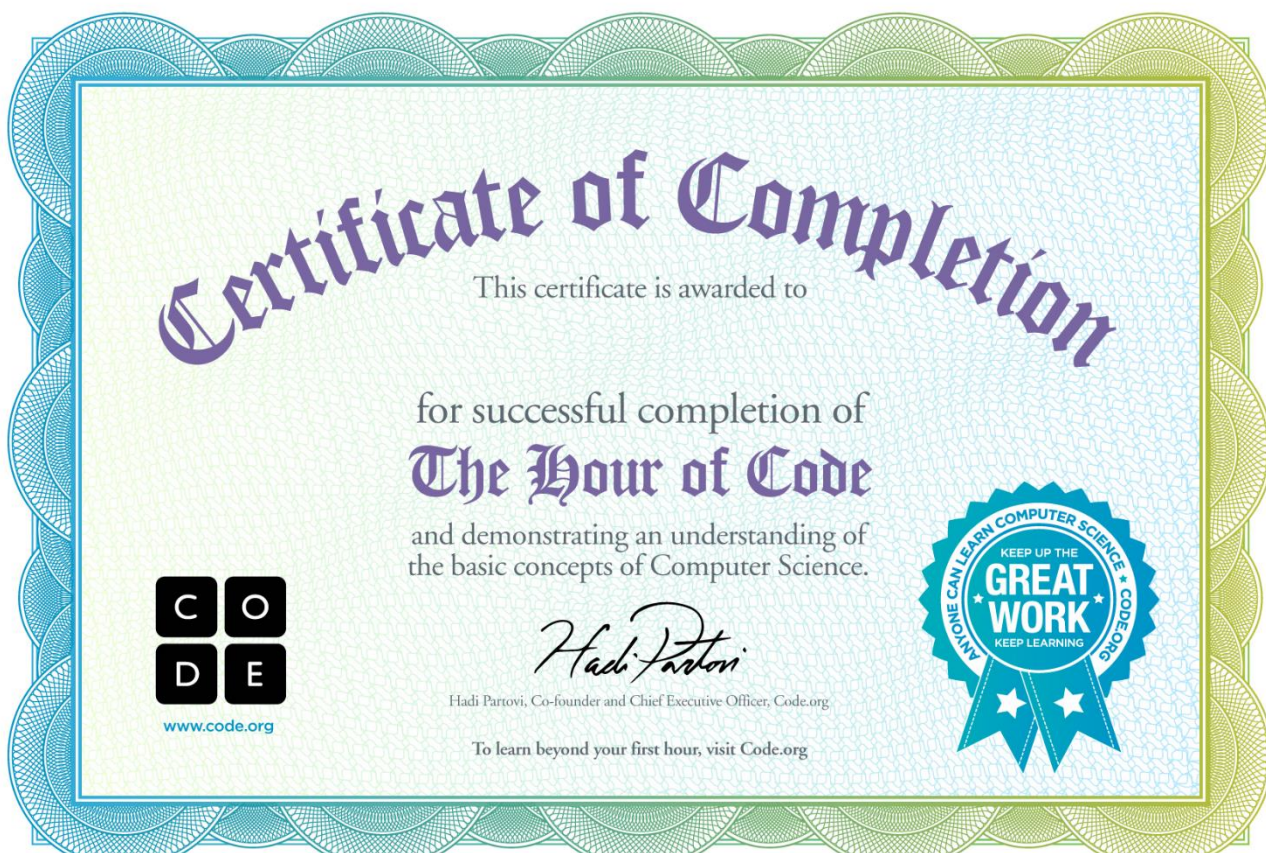 Certificate of Completion
This certificate is awarded to
for successful completion of
The Hour of Code
and demonstrating an understanding of
the basic concepts of Computer Science.
C O
D E
www.code.org
Hadi Partovi
Hadi Partovi, Co-founder and Chief Executive Officer, Code.org
To learn beyond your first hour, visit Code.org
ANYONE CAN LEARN COMPUTER SCIENCE ★ CODE.ORG
KEEP UP THE
GREAT
WORK
KEEP LEARNING